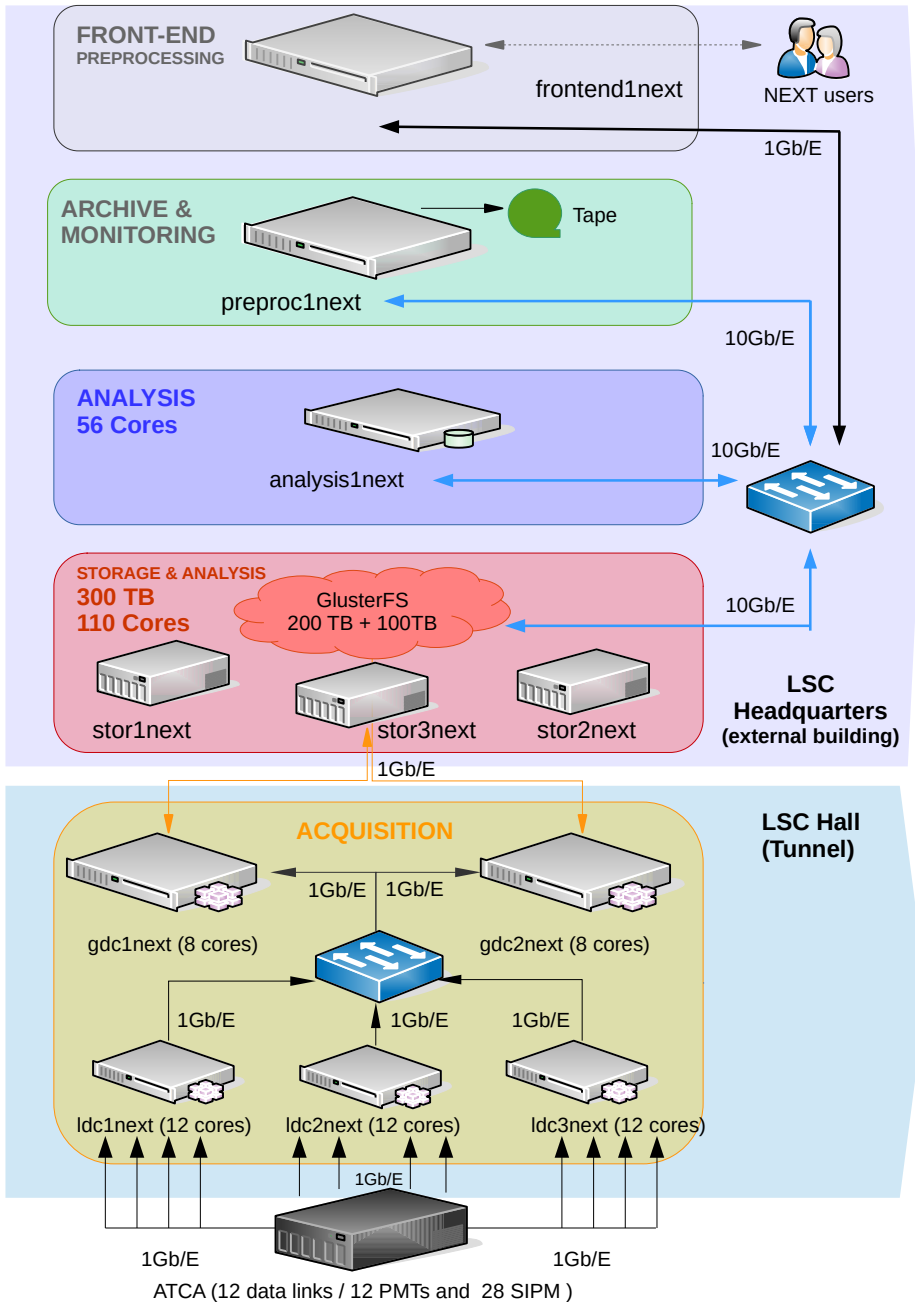 FRONT-END
PREPROCESSING
frontend1next
NEXT users
1Gb/E
ARCHIVE &
MONITORING
Tape
preproc1next
10Gb/E
ANALYSIS
56 Cores
10Gb/E
analysis1next
STORAGE & ANALYSIS
300 TB
110 Cores
GlusterFS
200 TB + 100TB
10Gb/E
stor1next
stor3next
stor2next
LSC
Headquarters
(external building)
1Gb/E
ACQUISITION
LSC Hall
(Tunnel)
1Gb/E
1Gb/E
gdc1next (8 cores)
gdc2next (8 cores)
1Gb/E
1Gb/E
1Gb/E
ldc1next (12 cores)
ldc2next (12 cores)
ldc3next (12 cores)
1Gb/E
1Gb/E
1Gb/E
ATCA (12 data links / 12 PMTs and  28 SIPM )